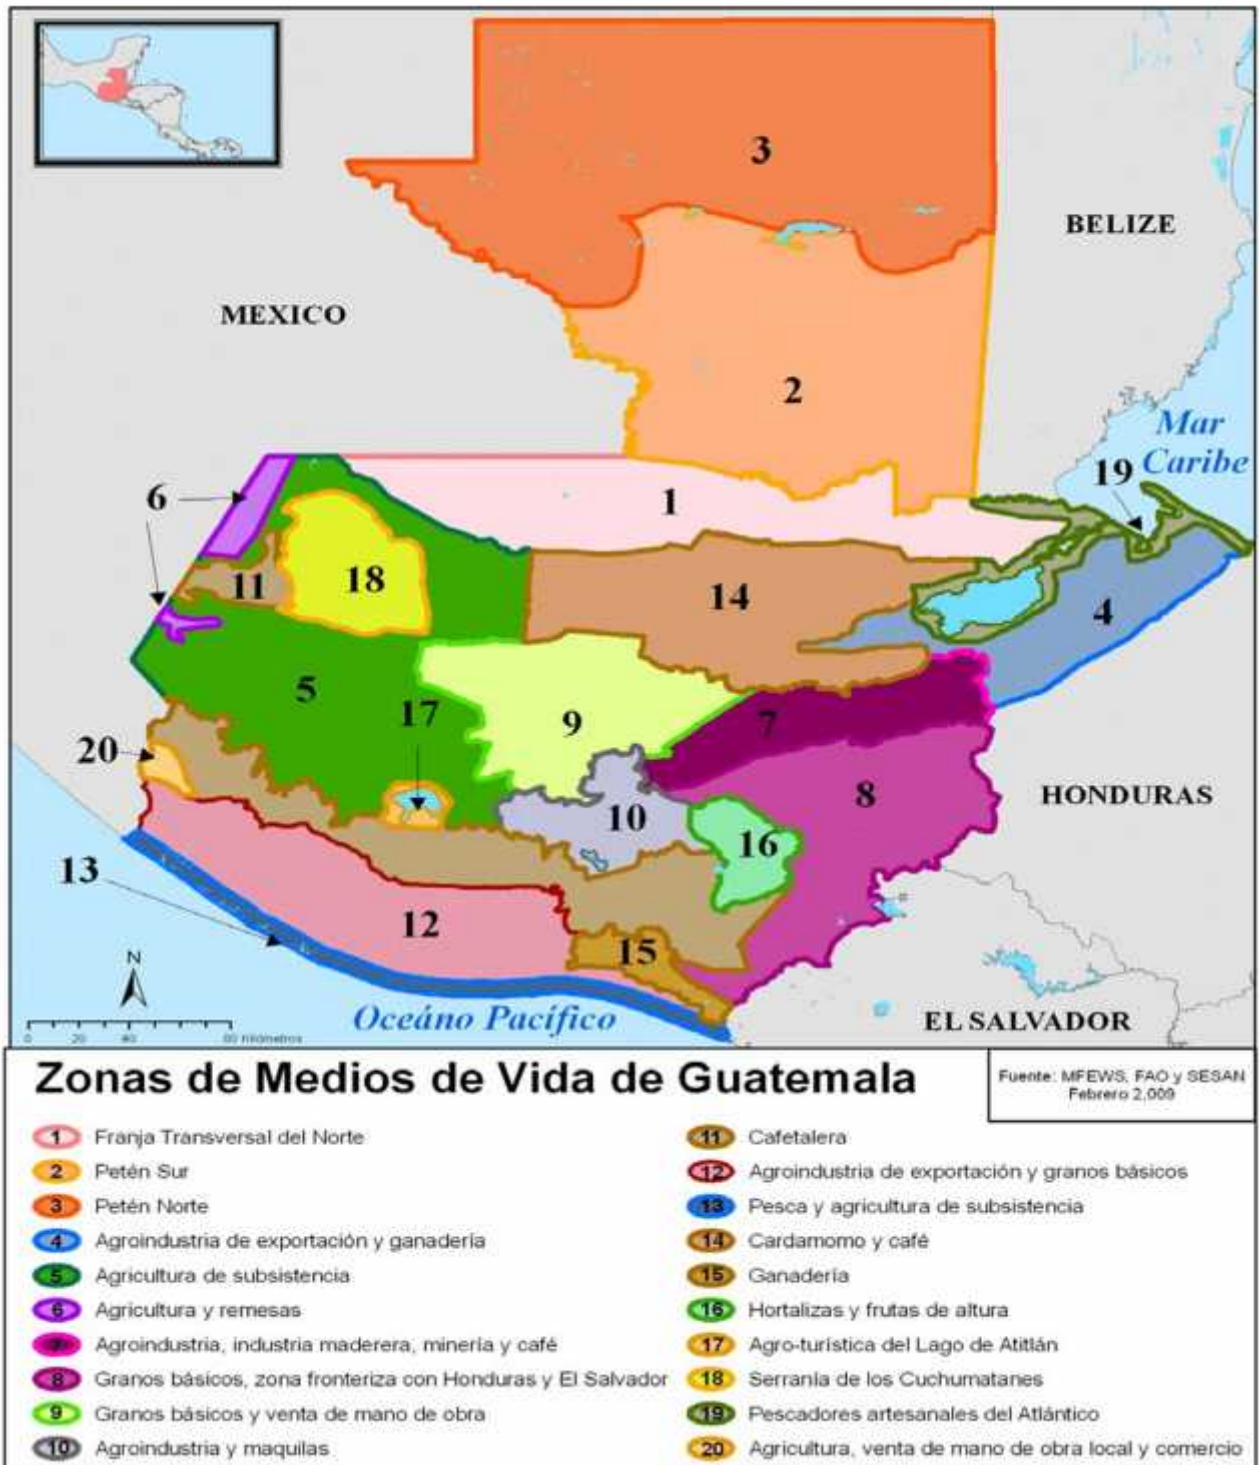 3
BELIZE
MEXICO
2
Mar
Caribe
19
6
1
11
18
14
4
5
17
9
7
20
8
HONDURAS
10
16
13
12
15
N
Oceáno Pacífico
EL SALVADOR
0 20 40 80 Kilómetros
Zonas de Medios de Vida de Guatemala
Fuente: MFEWS, FAO y SESAN
Febrero 2,009
1 Franja Transversal del Norte
2 Petén Sur
3 Petén Norte
4 Agroindustria de exportación y ganadería
5 Agricultura de subsistencia
6 Agricultura y remesas
7 Agroindustria, industria maderera, minería y café
8 Granos básicos, zona fronteriza con Honduras y El Salvador
9 Granos básicos y venta de mano de obra
10 Agroindustria y maquilas
11 Cafetalera
12 Agroindustria de exportación y granos básicos
13 Pesca y agricultura de subsistencia
14 Cardamomo y café
15 Ganadería
16 Hortalizas y frutas de altura
17 Agro-turística del Lago de Atitlán
18 Serranía de los Cuchumatanes
19 Pescadores artesanales del Atlántico
20 Agricultura, venta de mano de obra local y comercio